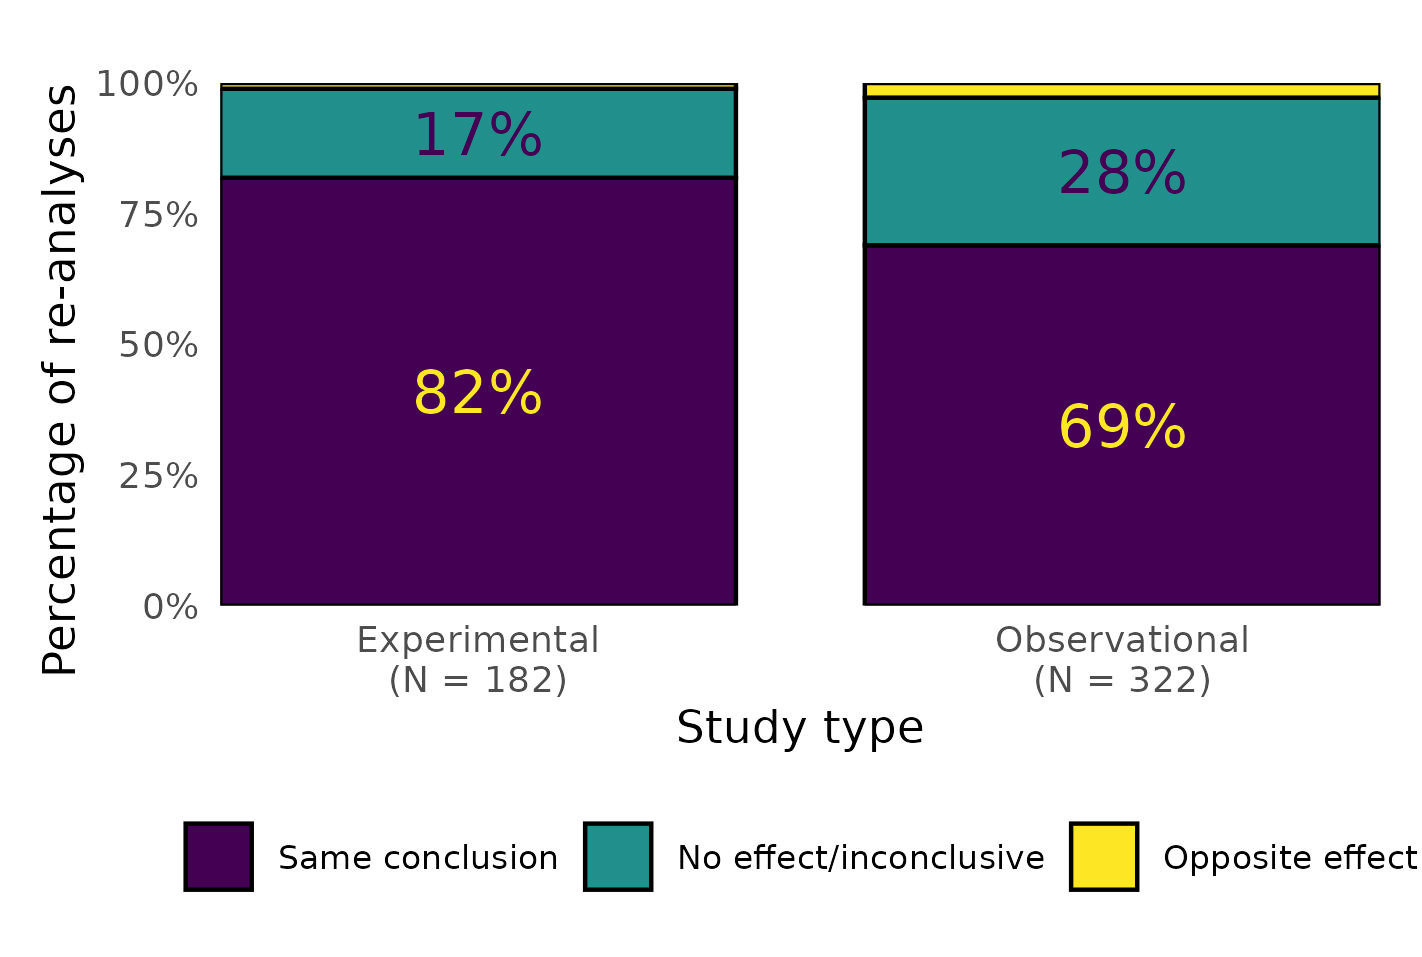 Percentage of re-analyses
100%
75%
50%
25%
0%
17%
82%
28%
69%
Experimental
(N = 182)
Observational
(N = 322)
Study type
Same conclusion
No effect/inconclusive
Opposite effect